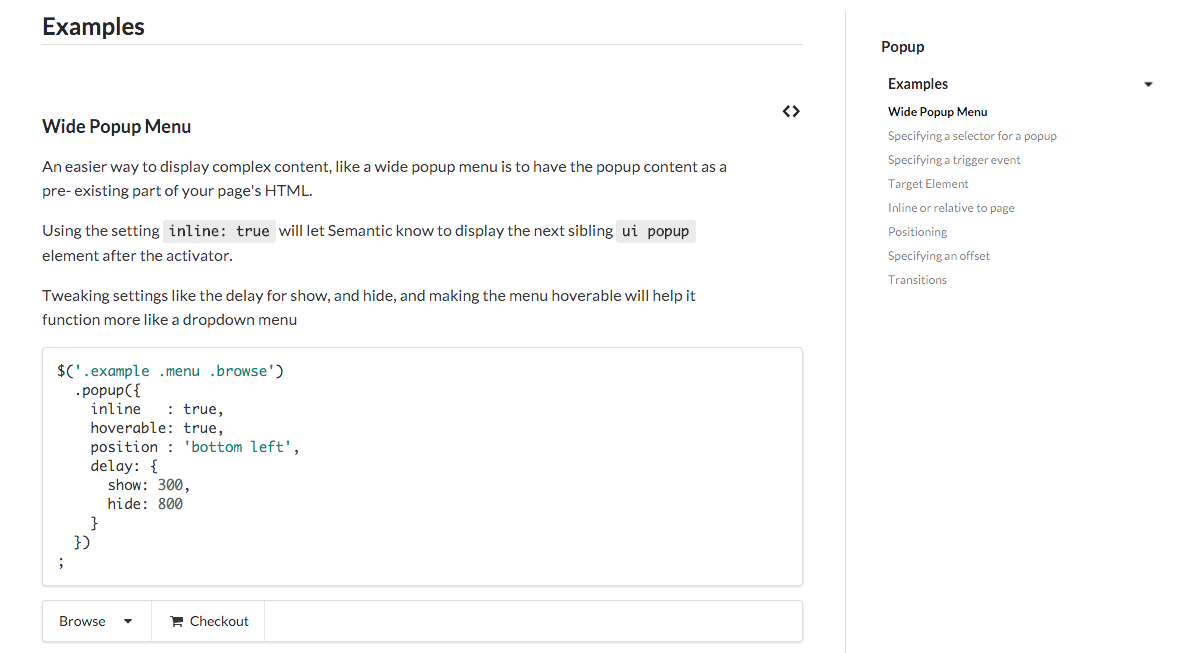 Examples
Wide Popup Menu
An easier way to display complex content, like a wide popup menu is to have the popup content as a
pre- existing part of your page's HTML.
Using the setting inline: true will let Semantic know to display the next sibling ui popup
element after the activator.
Tweaking settings like the delay for show, and hide, and making the menu hoverable will help it
function more like a dropdown menu
$('.example .menu .browse')
  .popup({
    inline   : true,
    hoverable: true,
    position : 'bottom left',
    delay: {
      show: 300,
      hide: 800
    }
  })
;
Browse Checkout
Popup
Examples
Wide Popup Menu
Specifying a selector for a popup
Specifying a trigger event
Target Element
Inline or relative to page
Positioning
Specifying an offset
Transitions